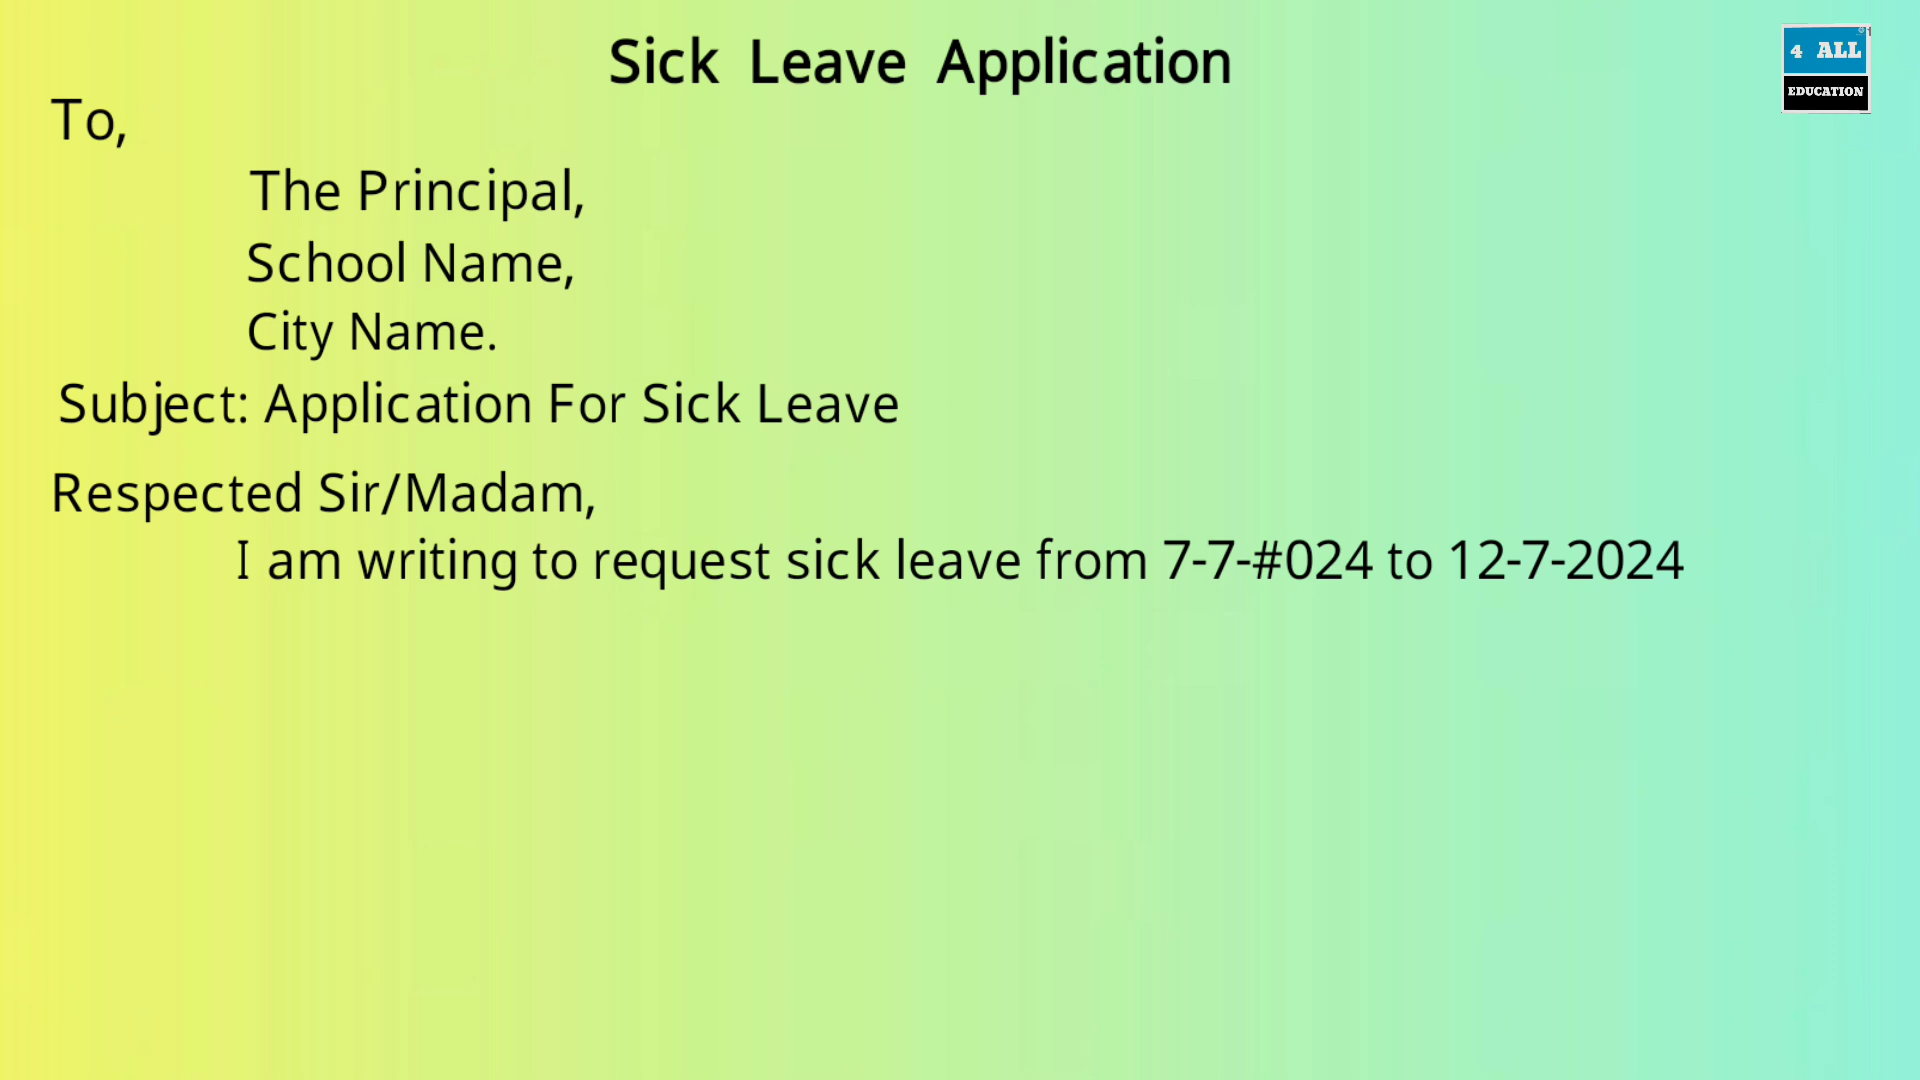 Sick Leave Application
4 ALL
EDUCATION
To,
The Principal,
School Name,
City Name.
Subject: Application For Sick Leave
Respected Sir/Madam,
I am writing to request sick leave from 7-7-#024 to 12-7-2024